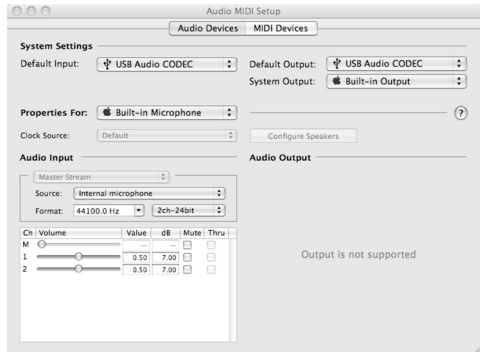 Audio MIDI Setup
Audio Devices MIDI Devices
System Settings
Default Input: USB Audio CODEC
Default Output: USB Audio CODEC
System Output: Built-in Output
Properties For: Built-in Microphone
?
Clock Source: Default
Configure Speakers
Audio Input
Audio Output
Master Stream
Source: Internal microphone
Format: 44100.0 Hz 2ch-24bit
Ch Volume Value dB Mute Thru
M --- ---
1 0.50 7.00
2 0.50 7.00
Output is not supported